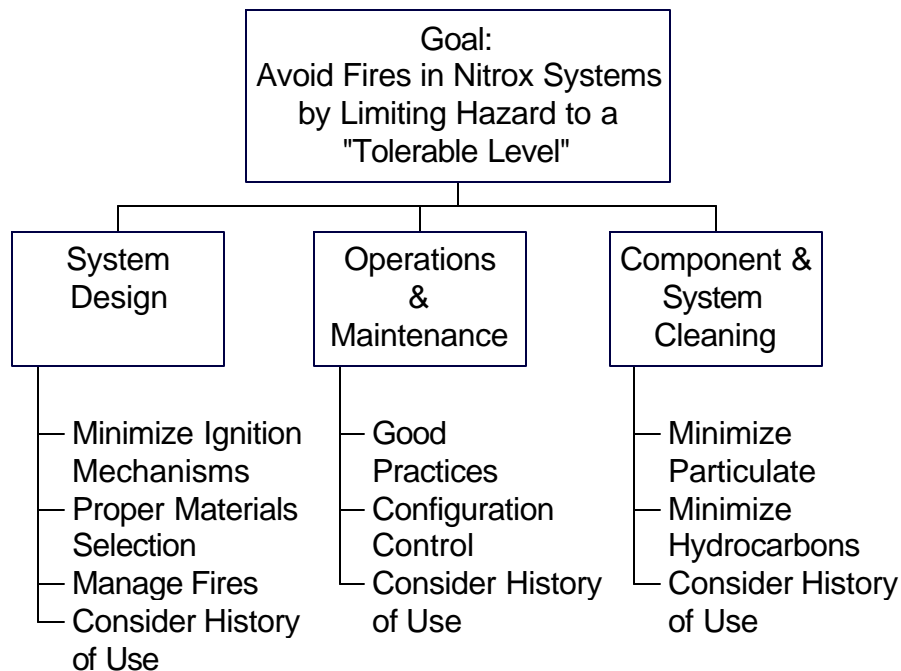 Goal:
Avoid Fires in Nitrox Systems
by Limiting Hazard to a
"Tolerable Level"
System
Design
Operations
&
Maintenance
Component &
System
Cleaning
Minimize Ignition
Mechanisms
Proper Materials
Selection
Manage Fires
Consider History
of Use
Good
Practices
Configuration
Control
Consider History
of Use
Minimize
Particulate
Minimize
Hydrocarbons
Consider History
of Use